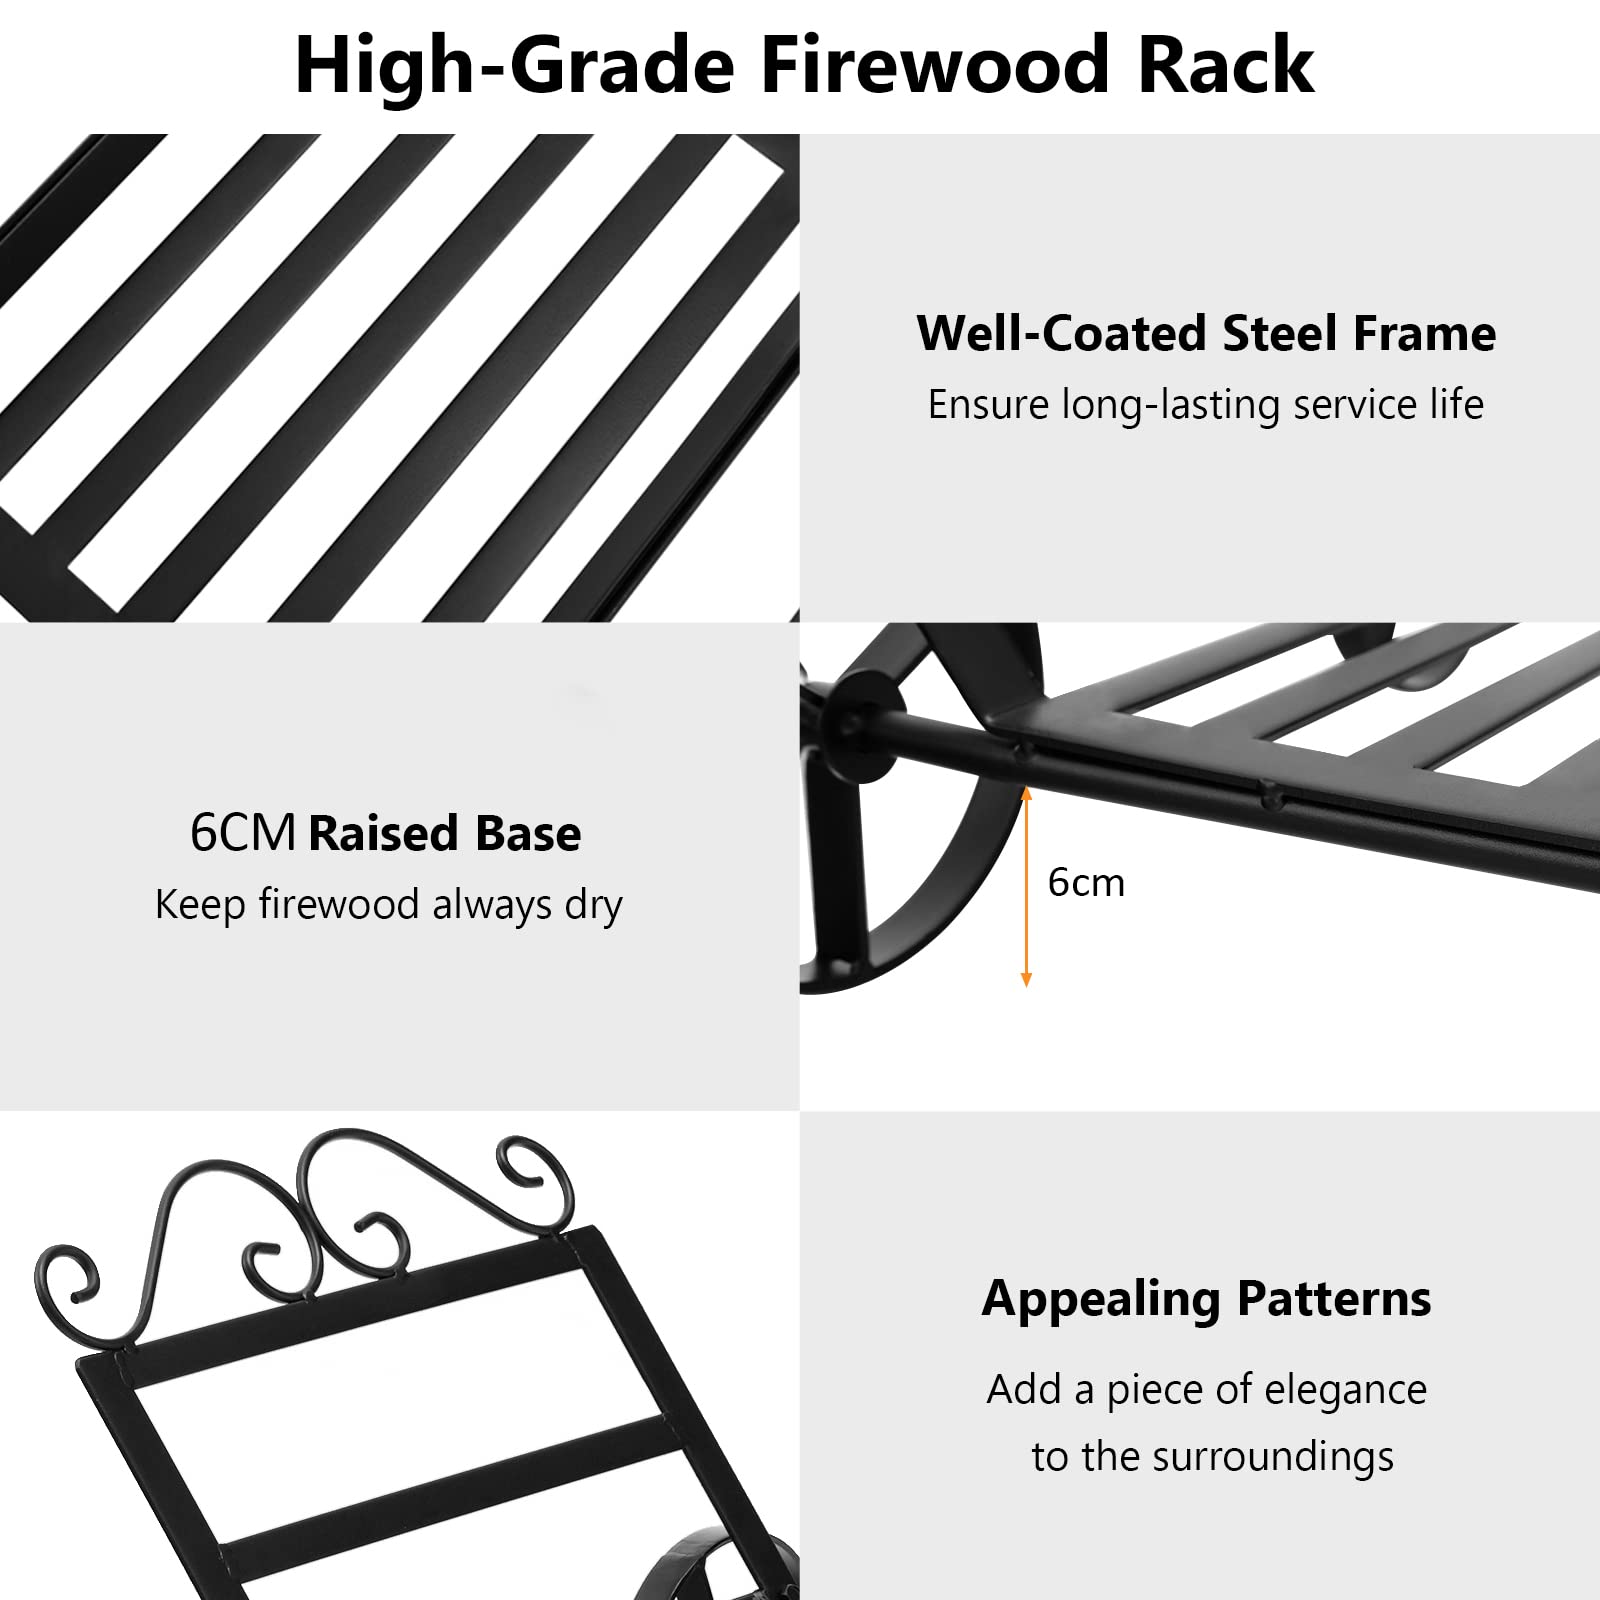 High-Grade Firewood Rack
Well-Coated Steel Frame
Ensure long-lasting service life
6CM Raised Base
Keep firewood always dry
6cm
Appealing Patterns
Add a piece of elegance
to the surroundings